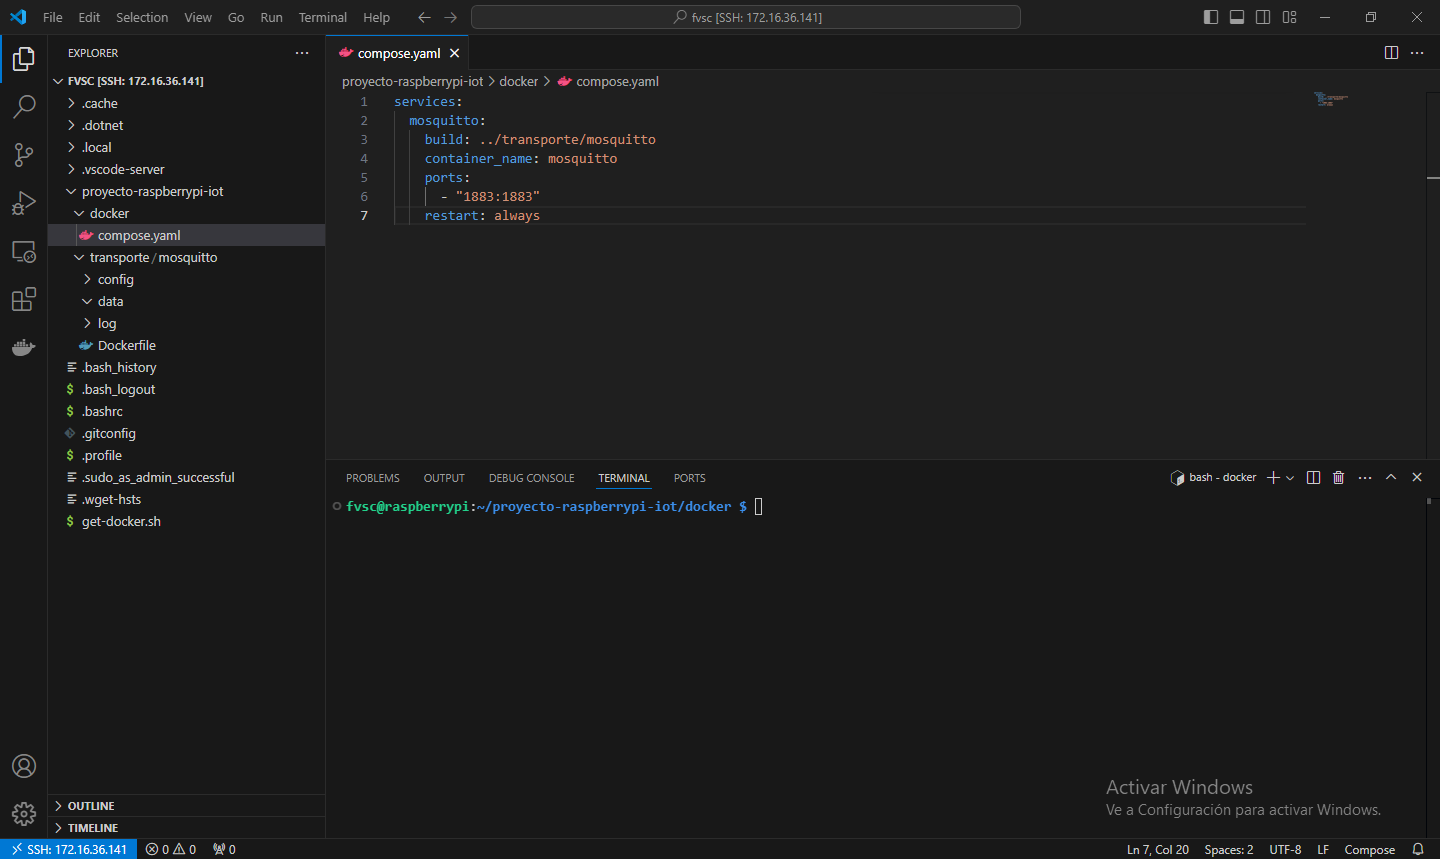 File Edit Selection View Go Run Terminal Help
fvsc [SSH: 172.16.36.141]
EXPLORER
FVSC [SSH: 172.16.36.141]
.cache
.dotnet
.local
.vscode-server
proyecto-raspberrypi-iot
docker
compose.yaml
transporte / mosquitto
config
data
log
Dockerfile
.bash_history
.bash_logout
.bashrc
.gitconfig
.profile
.sudo_as_admin_successful
.wget-hsts
get-docker.sh
OUTLINE
TIMELINE
compose.yaml
proyecto-raspberrypi-iot > docker > compose.yaml
1 services:
2 mosquitto:
3 build: ../transporte/mosquitto
4 container_name: mosquitto
5 ports:
6 - "1883:1883"
7 restart: always
PROBLEMS OUTPUT DEBUG CONSOLE TERMINAL PORTS
bash - docker
fvsc@raspberrypi:~/proyecto-raspberrypi-iot/docker $
Activar Windows
Ve a Configuración para activar Windows.
SSH: 172.16.36.141 0 0 0 Ln 7, Col 20 Spaces: 2 UTF-8 LF Compose